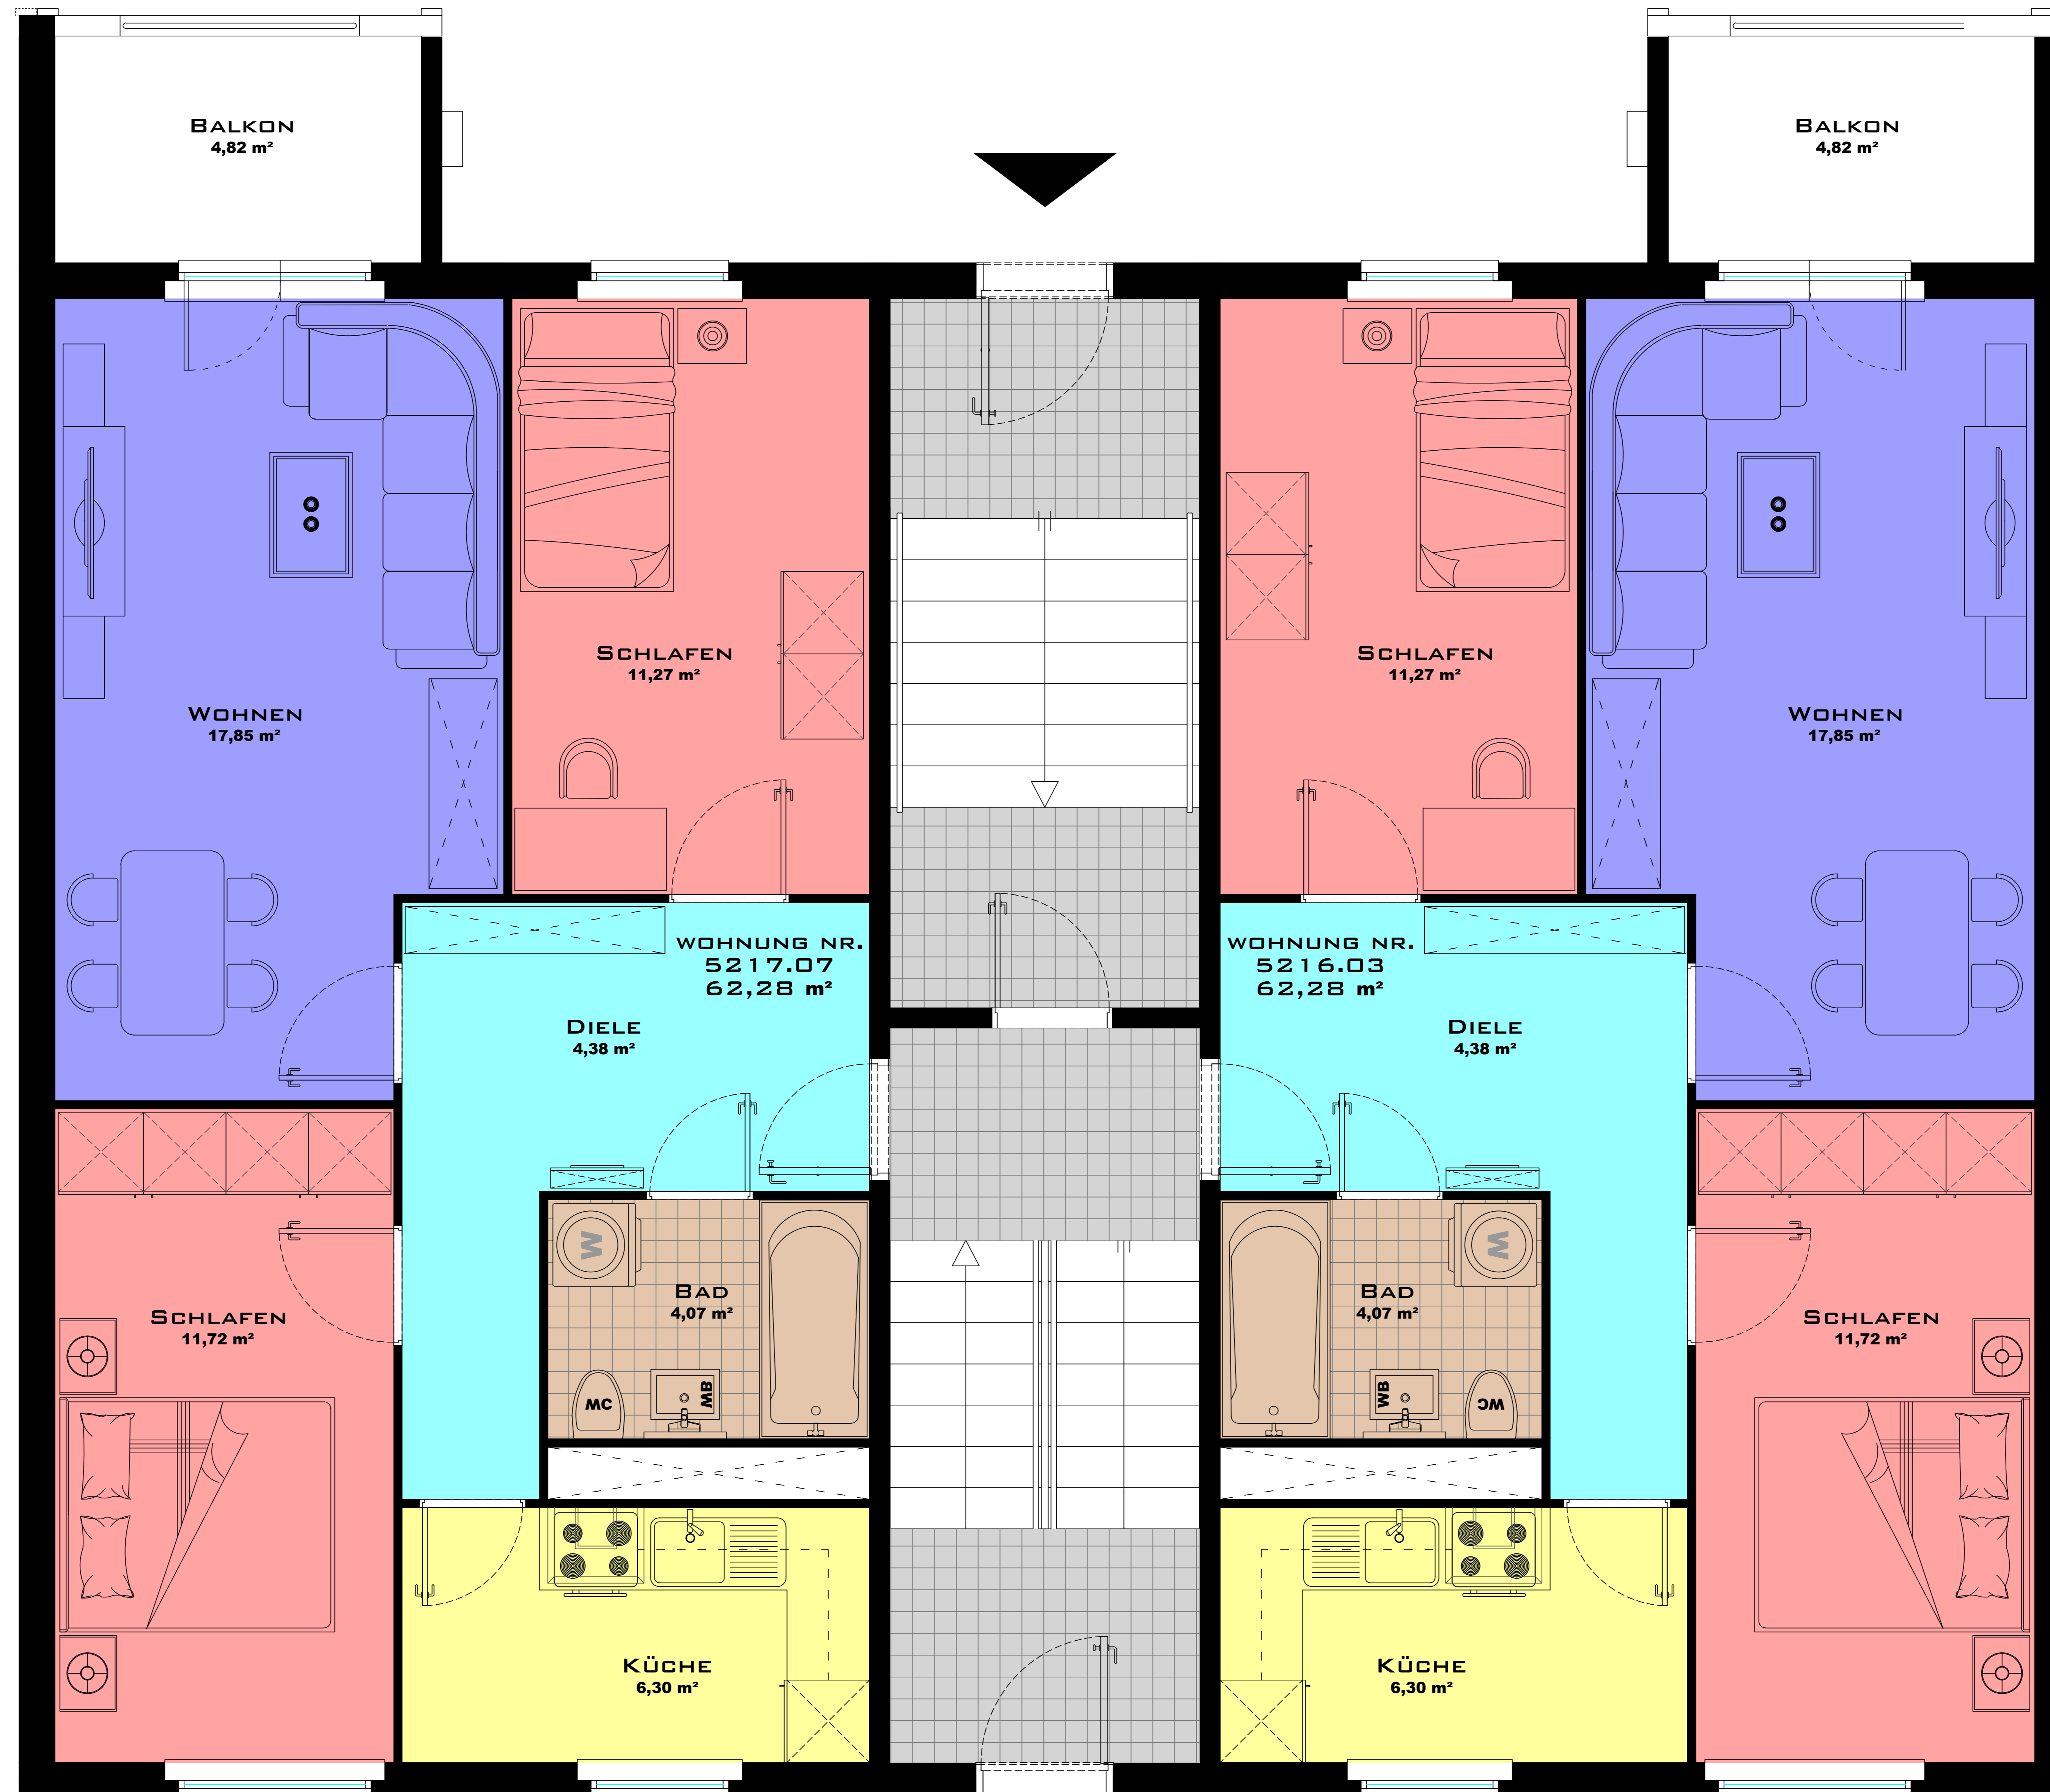 BALKON
4,82 m²
BALKON
4,82 m²
SCHLAFEN
11,27 m²
SCHLAFEN
11,27 m²
WOHNEN
17,85 m²
WOHNEN
17,85 m²
WOHNUNG NR.
5217.07
62,28 m²
WOHNUNG NR.
5216.03
62,28 m²
DIELE
4,38 m²
DIELE
4,38 m²
W
W
BAD
4,07 m²
BAD
4,07 m²
SCHLAFEN
11,72 m²
SCHLAFEN
11,72 m²
WC
WB
WB
WC
KÜCHE
6,30 m²
KÜCHE
6,30 m²